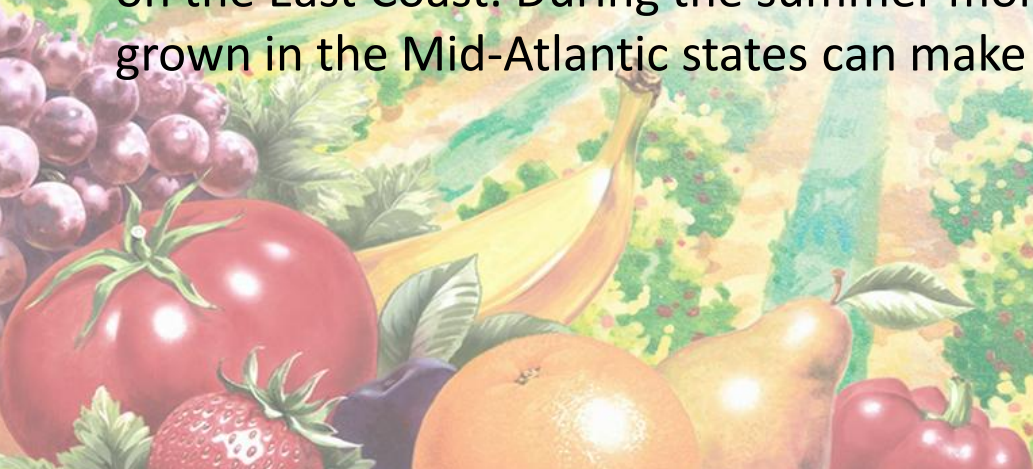 on the East Coast. During the summer
grown in the Mid-Atlantic states can make